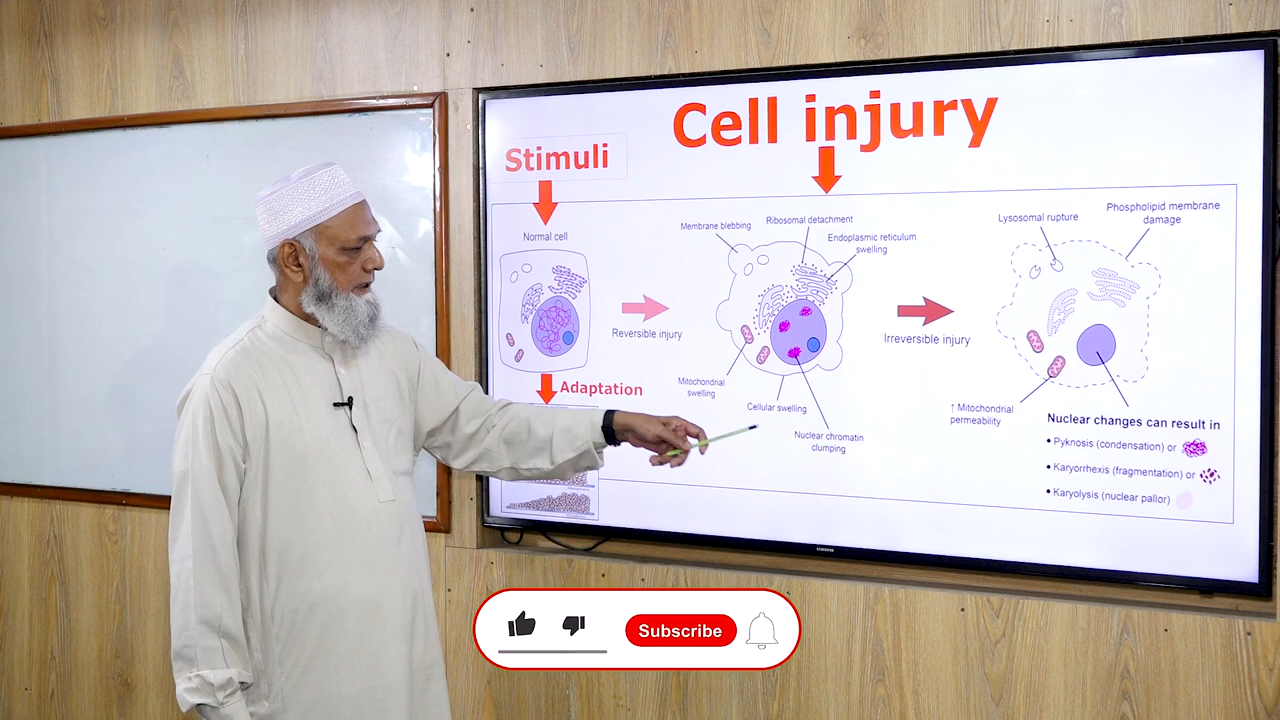 Cell injury
Stimuli
Normal cell
Reversible injury
Adaptation
Membrane blebbing
Ribosomal detachment
Endoplasmic reticulum
swelling
Mitochondrial
swelling
Cellular swelling
Nuclear chromatin
clumping
Irreversible injury
Lysosomal rupture
Phospholipid membrane
damage
↑ Mitochondrial
permeability
Nuclear changes can result in
• Pyknosis (condensation) or
• Karyorrhexis (fragmentation) or
• Karyolysis (nuclear pallor)
SAMSUNG
Subscribe